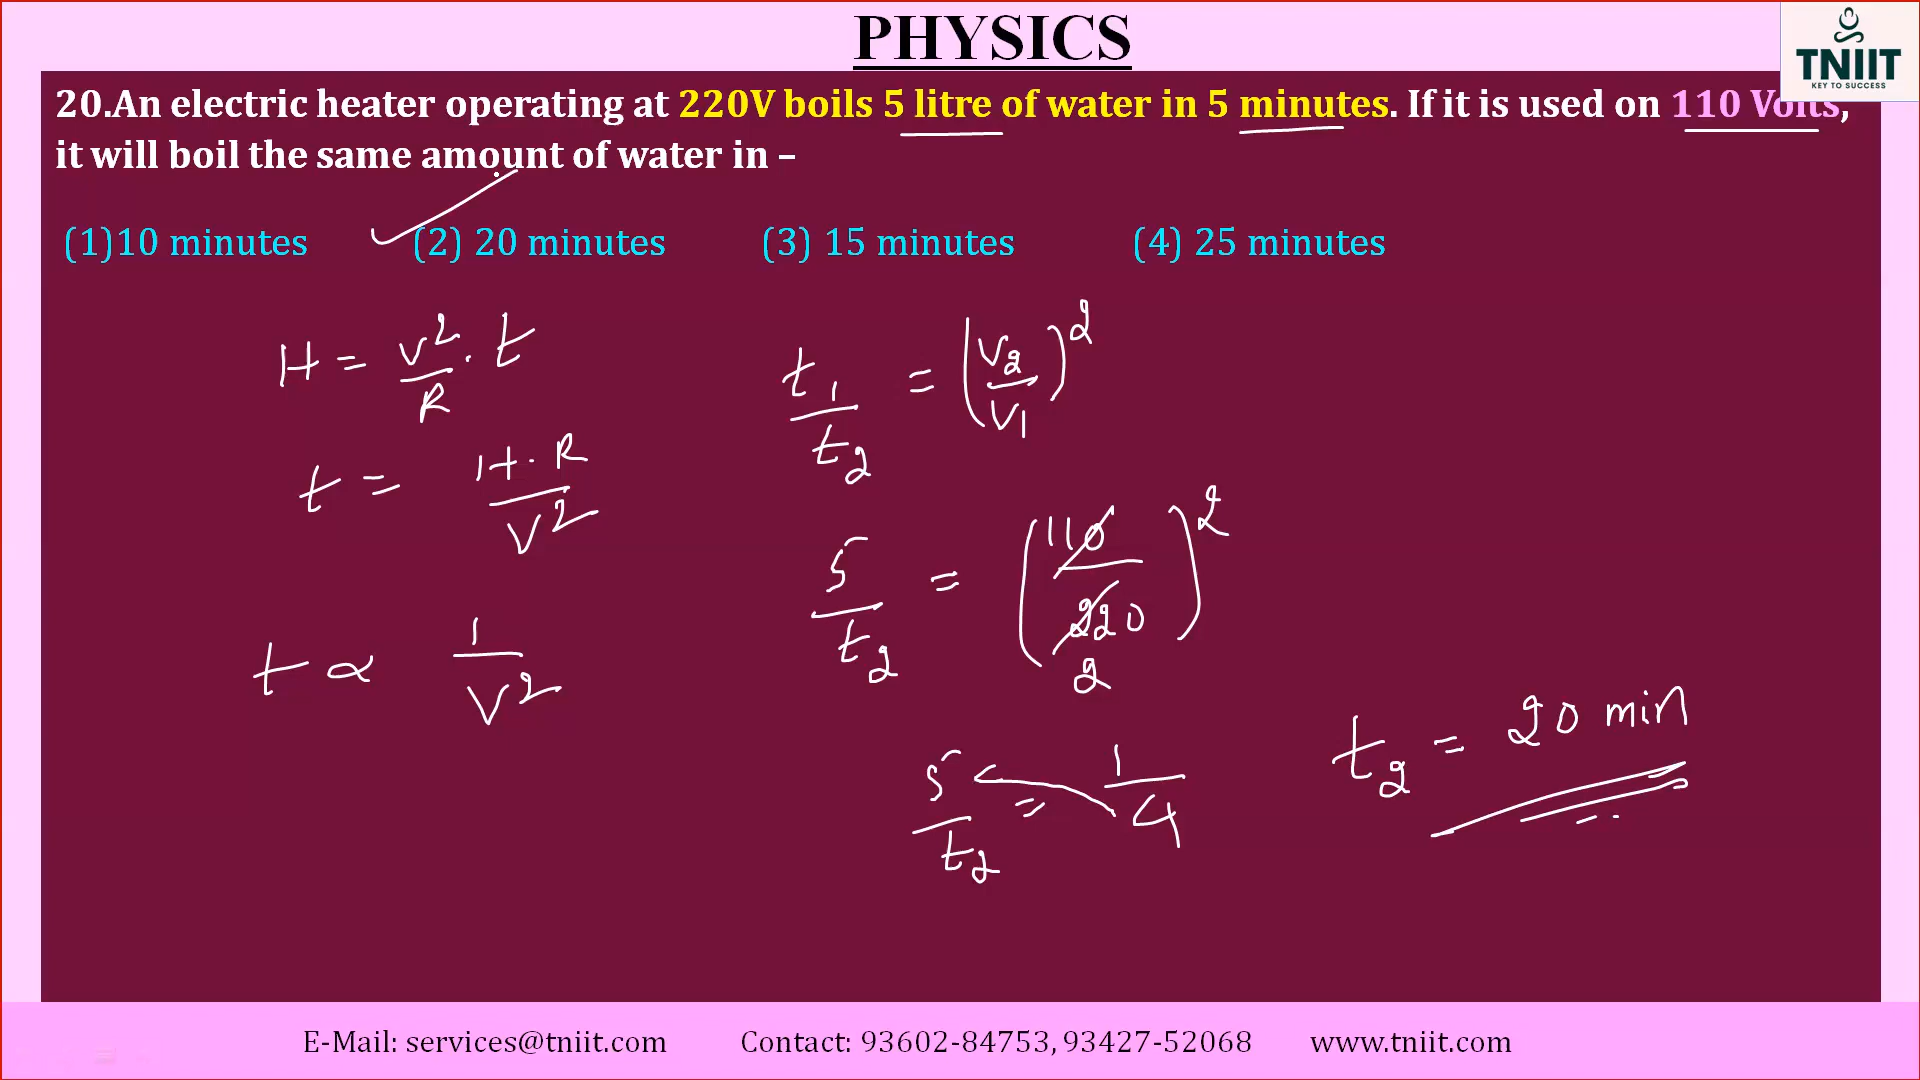 PHYSICS
TNIIT
KEY TO SUCCESS
20.An electric heater operating at 220V boils 5 litre of water in 5 minutes. If it is used on 110 Volts,
it will boil the same amount of water in –
(1)10 minutes (2) 20 minutes (3) 15 minutes (4) 25 minutes
H = V²/R · t
t = H·R/V²
t ∝ 1/V²
t₁/t₂ = (V₂/V₁)²
5/t₂ = (110/220)²
2
5/t₂ = 1/4
t₂ = 20 min
E-Mail: services@tniit.com Contact: 93602-84753, 93427-52068 www.tniit.com